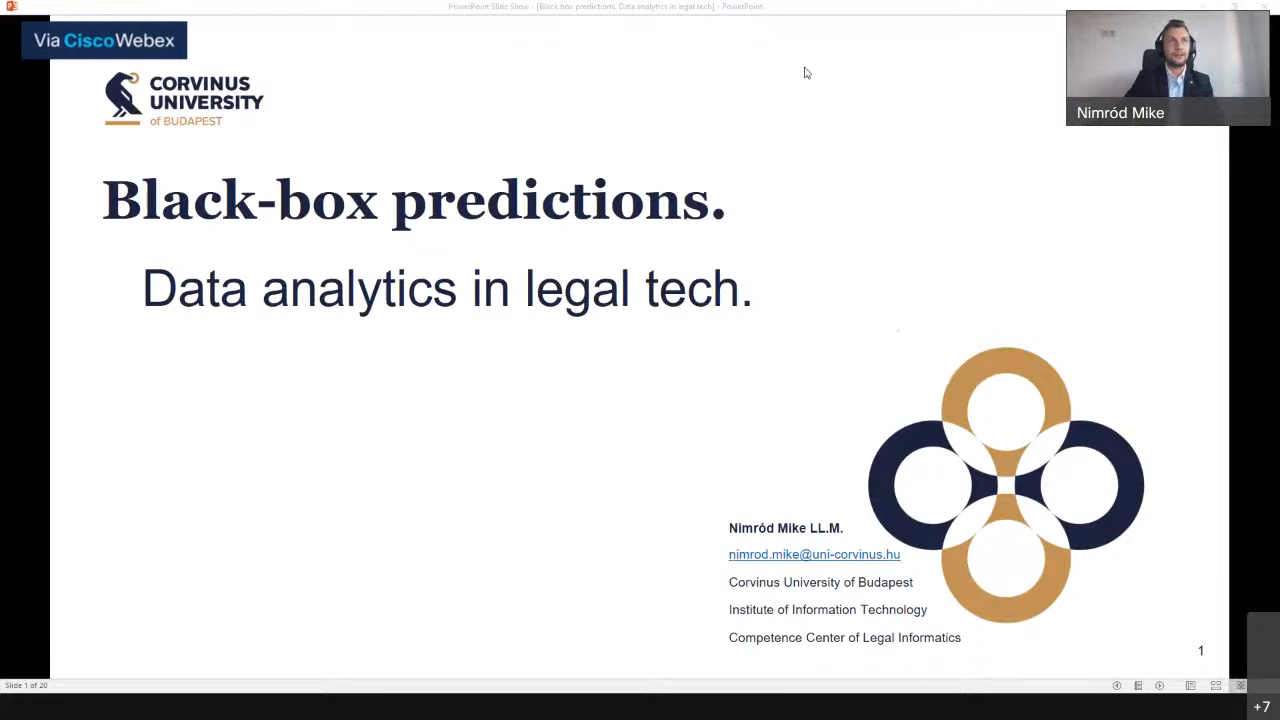 PowerPoint Slide Show - [Black box predictions. Data analytics in legal tech] - PowerPoint
Via CiscoWebex
CORVINUS
UNIVERSITY
of BUDAPEST
Nimród Mike
Black-box predictions.
Data analytics in legal tech.
Nimród Mike LL.M.
nimrod.mike@uni-corvinus.hu
Corvinus University of Budapest
Institute of Information Technology
Competence Center of Legal Informatics
1
Slide 1 of 20
+7